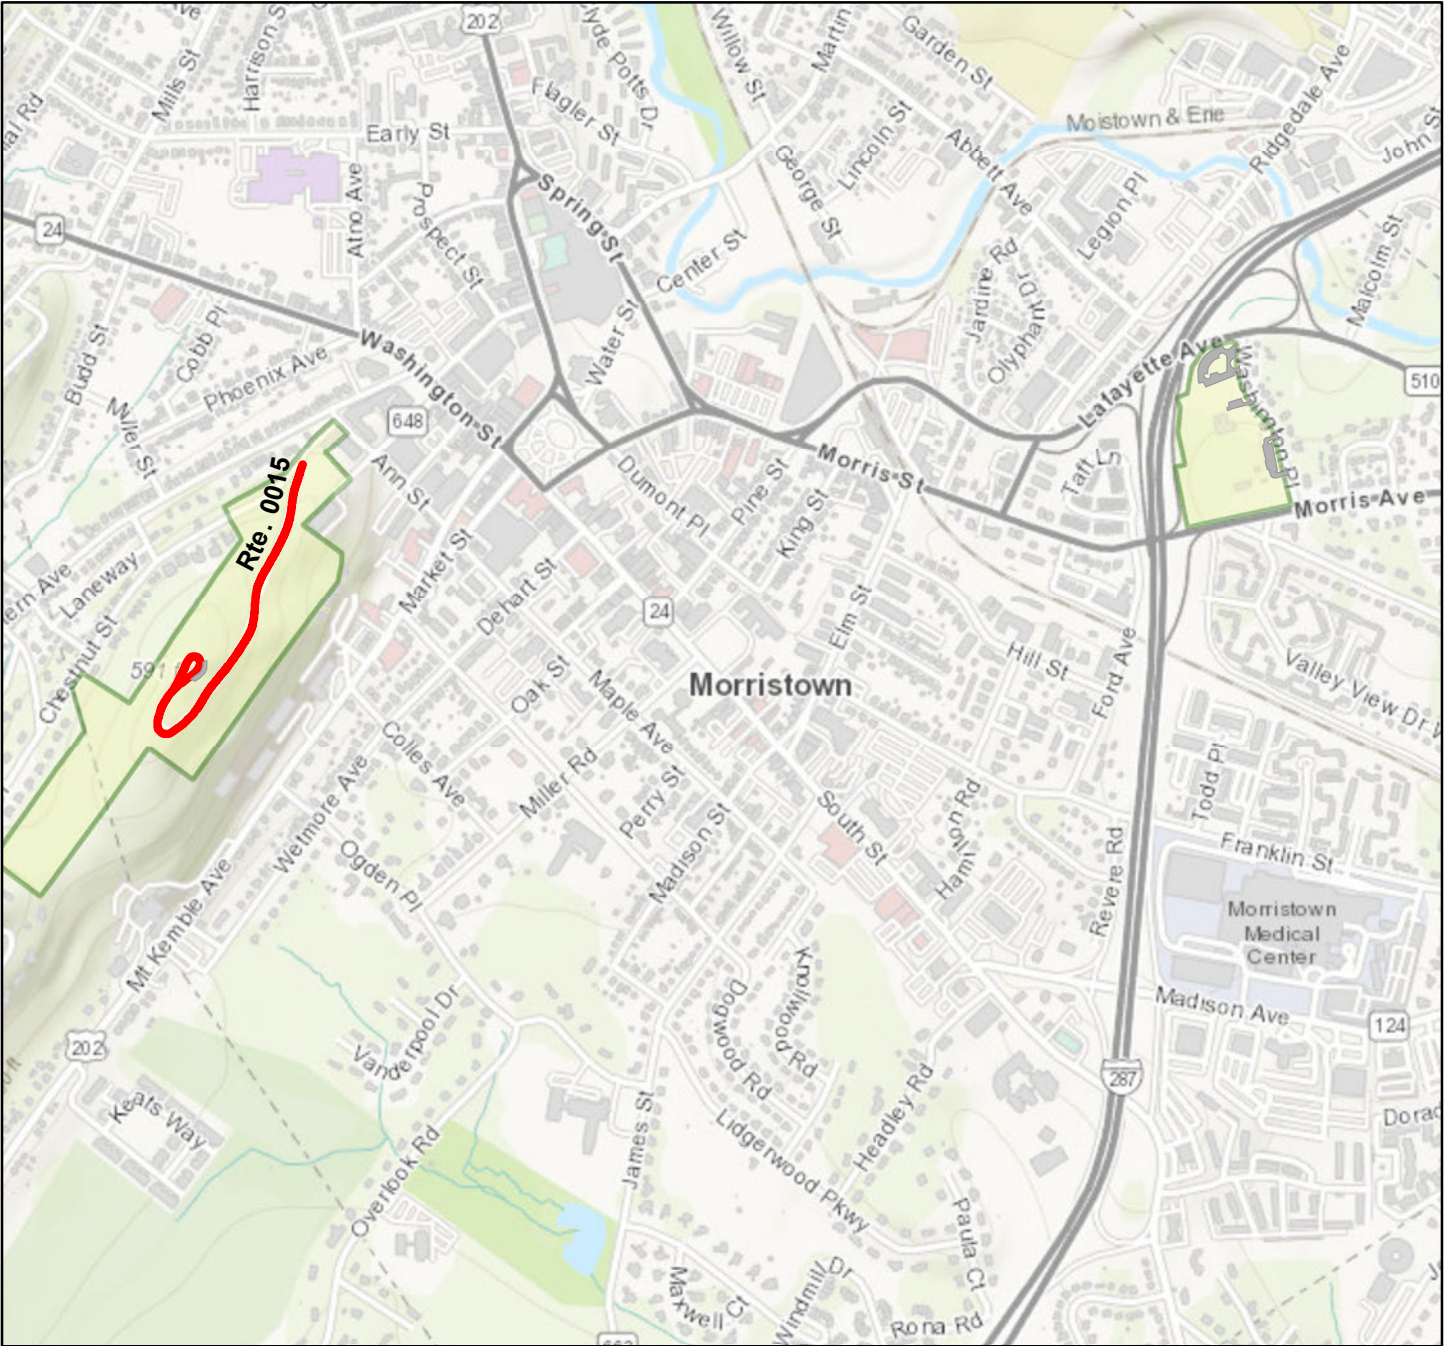 202
Ave
Mills St
Harrison S
Clyde Potts Dr
Willow St
Martin
Garden St
Ridgedale Ave
Flagler St
Early St
Lincoln St
Abbett Ave
Moistown & Erie
John St
George St
Atno Ave
Prospect St
Spring St
Legion Pl
24
Center St
Jardine Rd
Olyphant Dr
Malcolm St
Budd St
Cobb Pl
Washington St
Water St
Phoenix Ave
Lafayette Ave
Washington Pl
510
Miller St
648
Ann St
Rte. 0015
Dumont Pl
Pine St
Morris St
King St
Taft Ln
Morris Ave
Laneway
ern Ave
Market St
Dehart St
24
Elm St
Chestnut St
591
Oak St
Maple Ave
Morristown
Hill St
Ford Ave
Valley View Dr W
Colles Ave
Miller Rd
Perry St
Wetmore Ave
Madison St
South St
Hamilton Rd
Todd Pl
Ogden Pl
Revere Rd
Franklin St
Mt Kemble Ave
Morristown
Medical
Center
Knollwood Rd
Dogwood Rd
Madison Ave
124
202
Vanderpool Dr
287
Keats Way
James St
Headley Rd
Dorad
Lidgerwood Pkwy
Overlook Rd
Paula Ct
Maxwell Ct
Windmill Dr
Rona Rd